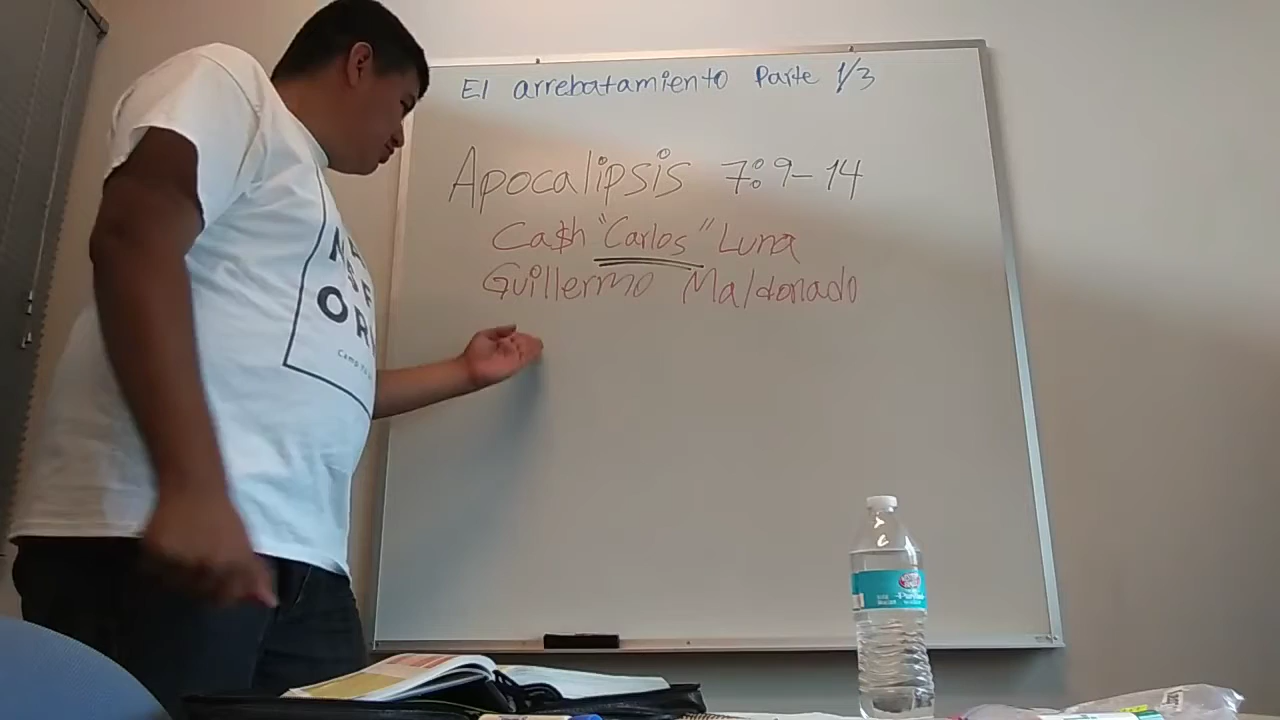 El arrebatamiento Parte 1/3
Apocalipsis 7:9-14
Ca$h "Carlos" Luna
Guillermo Maldonado